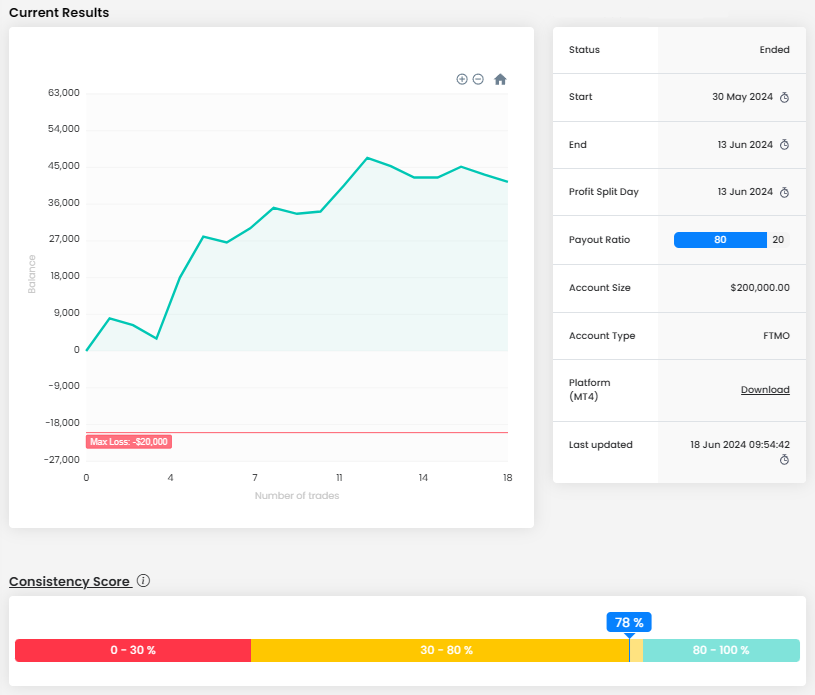 Current Results
63,000
54,000
45,000
36,000
27,000
18,000
9,000
0
-9,000
-18,000
-27,000
Balance
Max Loss: -$20,000
0 4 7 11 14 18
Number of trades
Status Ended
Start 30 May 2024
End 13 Jun 2024
Profit Split Day 13 Jun 2024
Payout Ratio 80 20
Account Size $200,000.00
Account Type FTMO
Platform
(MT4) Download
Last updated 18 Jun 2024 09:54:42
Consistency Score i
78 %
0 - 30 % 30 - 80 % 80 - 100 %